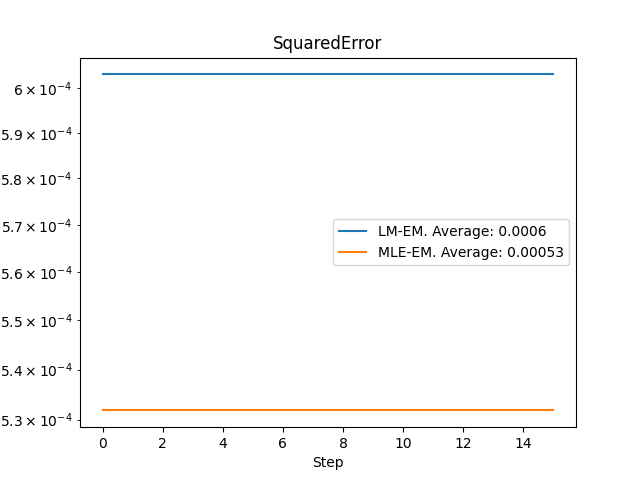 SquaredError
6 × 10⁻⁴
5.9 × 10⁻⁴
5.8 × 10⁻⁴
5.7 × 10⁻⁴
5.6 × 10⁻⁴
5.5 × 10⁻⁴
5.4 × 10⁻⁴
5.3 × 10⁻⁴
LM-EM. Average: 0.0006
MLE-EM. Average: 0.00053
0 2 4 6 8 10 12 14
Step